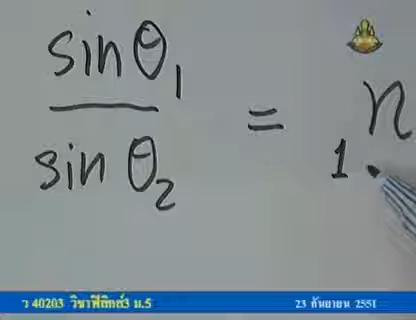 sinθ₁
sinθ₂
=
₁n
ว 40203 วิชาฟิสิกส์3 ม.5
23 กันยายน 2551